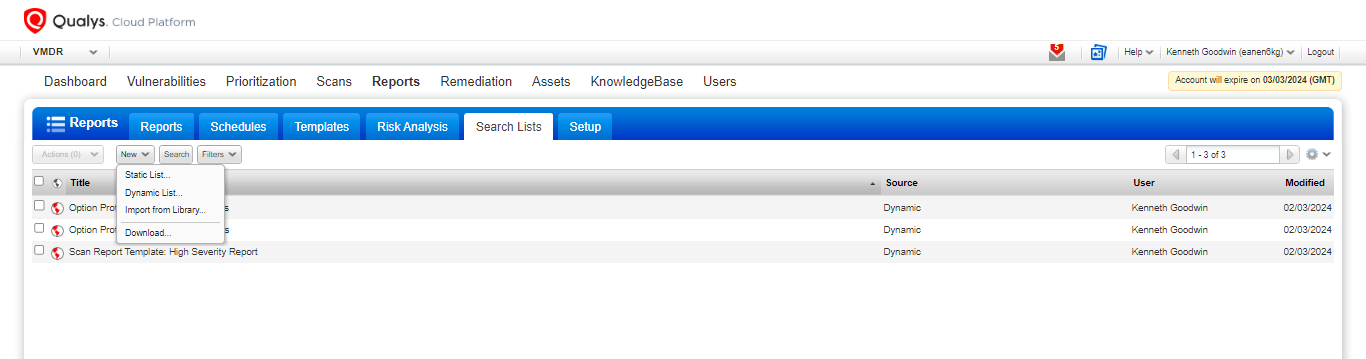 Qualys. Cloud Platform
VMDR
5
Help
Kenneth Goodwin (eanen6kg)
Logout
Dashboard Vulnerabilities Prioritization Scans Reports Remediation Assets KnowledgeBase Users
Account will expire on 03/03/2024 (GMT)
Reports Reports Schedules Templates Risk Analysis Search Lists Setup
Actions (0) New Search Filters 1 - 3 of 3
Static List...
Dynamic List...
Import from Library...
Download...
Title Source User Modified
Option Dynamic Kenneth Goodwin 02/03/2024
Option Dynamic Kenneth Goodwin 02/03/2024
Scan Report Template: High Severity Report Dynamic Kenneth Goodwin 02/03/2024